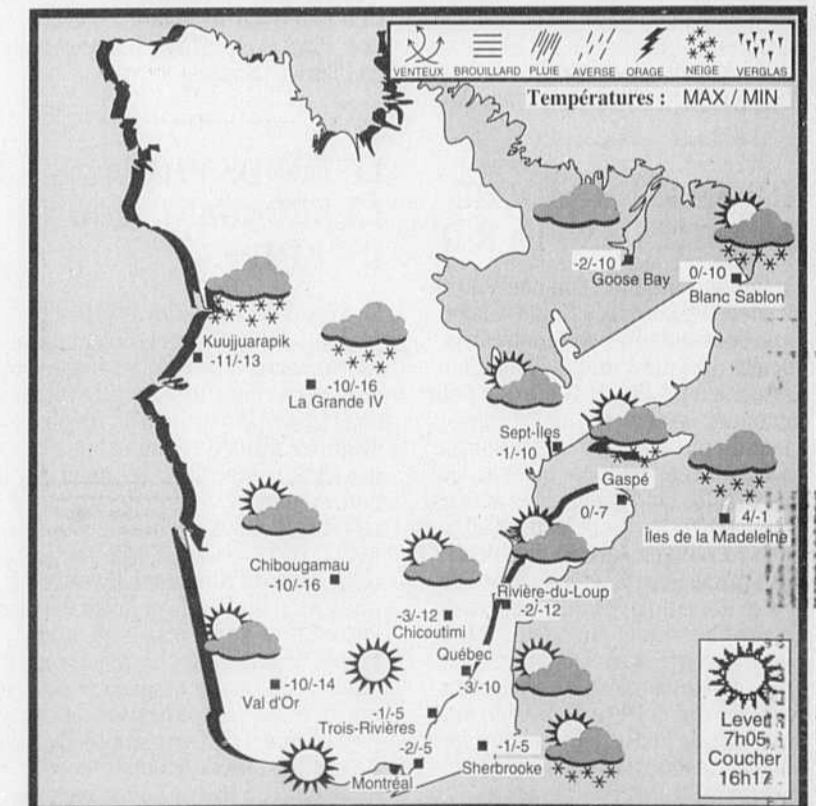 VENTEUX BROUILLARD PLUIE AVERSE ORAGE NEIGE VERGLAS
Températures : MAX / MIN
-2/-10
Goose Bay
0/-10
Blanc Sablon
Kuujjuarapik
-11/-13
-10/-16
La Grande IV
Sept-Îles
-1/-10
Gaspé
0/-7
4/-1
Îles de la Madeleine
Chibougamau
-10/-16
Rivière-du-Loup
-2/-12
-3/-12
Chicoutimi
Québec
-3/-10
-10/-14
Val d'Or
-1/-5
Trois-Rivières
-2/-5
Montréal
-1/-5
Sherbrooke
Lever
7h05
Coucher
16h17